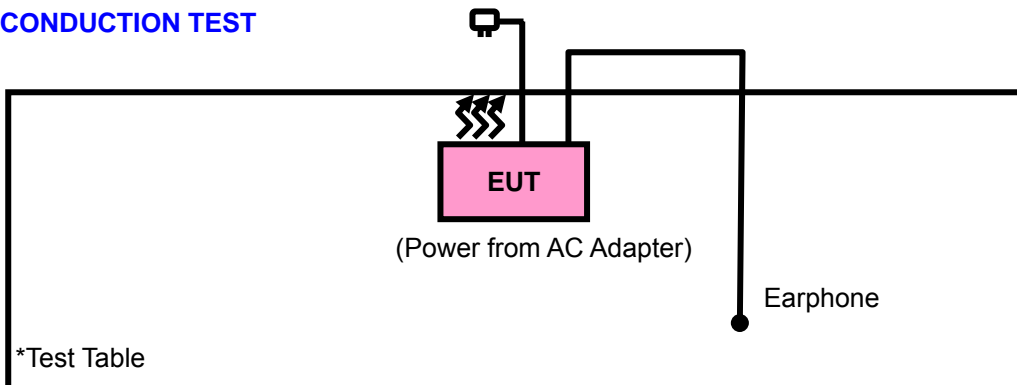 CONDUCTION TEST
EUT
(Power from AC Adapter)
Earphone
*Test Table